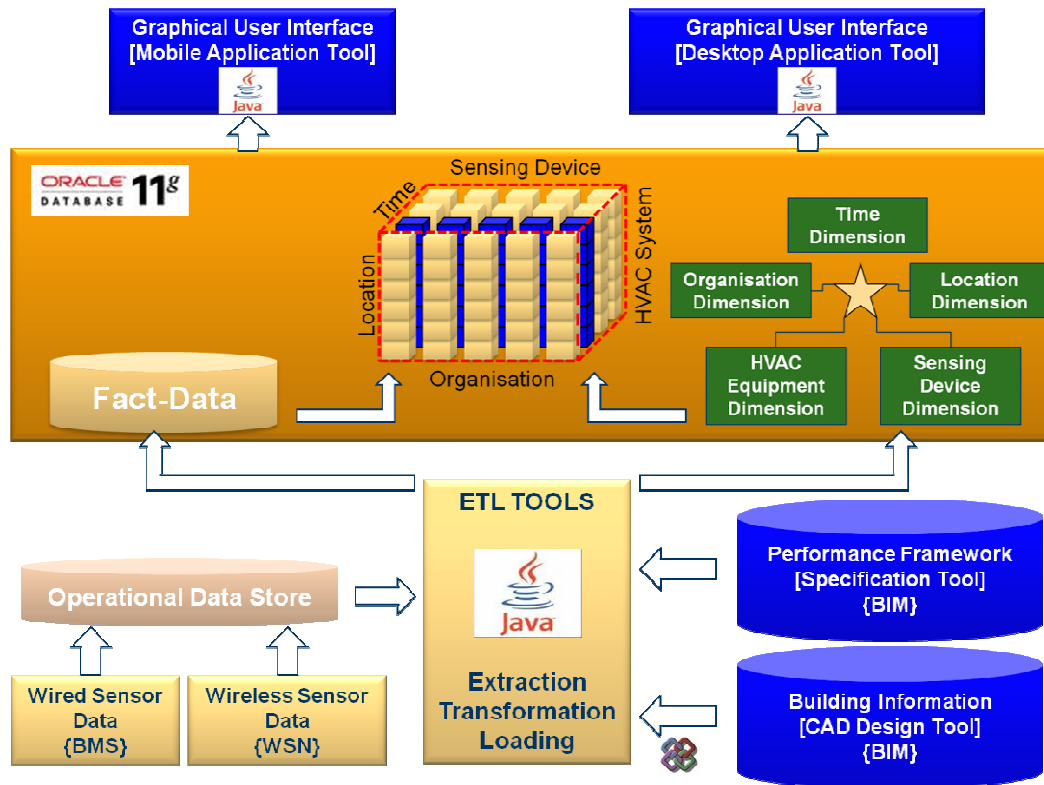 Graphical User Interface
[Mobile Application Tool]
Java
Graphical User Interface
[Desktop Application Tool]
Java
ORACLE
DATABASE 11g
Sensing Device
Time
Location
HVAC System
Organisation
TIme
Dimension
Organisation
Dimension
Location
Dimension
HVAC
Equipment
Dimension
Sensing
Device
Dimension
Fact-Data
ETL TOOLS
Java
Extraction
Transformation
Loading
Operational Data Store
Wired Sensor
Data
{BMS}
Wireless Sensor
Data
{WSN}
Performance Framework
[Specification Tool]
{BIM}
Building Information
[CAD Design Tool]
{BIM}